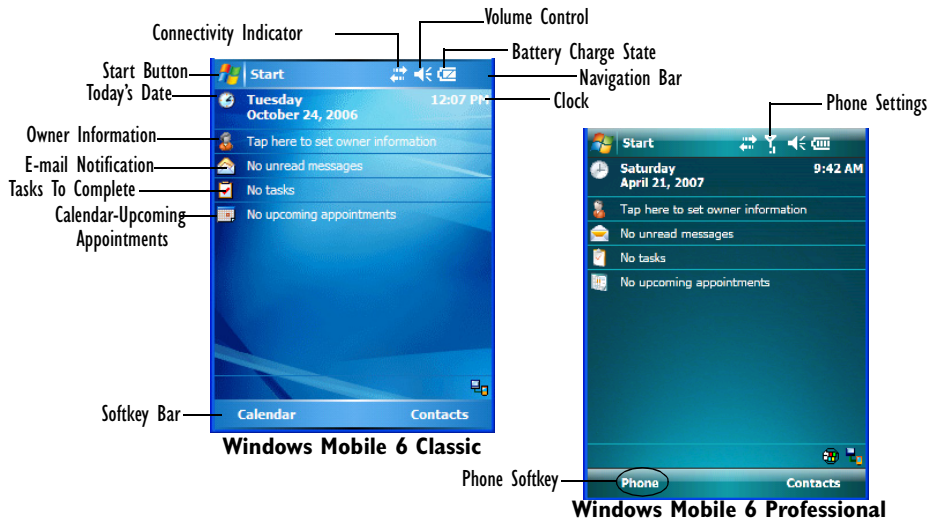 Volume Control
Connectivity Indicator
Battery Charge State
Start Button
Start
Navigation Bar
Today's Date
Tuesday
12:07 PM
Clock
October 24, 2006
Phone Settings
Owner Information
Tap here to set owner information
E-mail Notification
No unread messages
Tasks To Complete
No tasks
Calendar-Upcoming
Appointments
No upcoming appointments
Softkey Bar
Calendar
Contacts
Windows Mobile 6 Classic
Start
Saturday
9:42 AM
April 21, 2007
Tap here to set owner information
No unread messages
No tasks
No upcoming appointments
Phone Softkey
Phone
Contacts
Windows Mobile 6 Professional